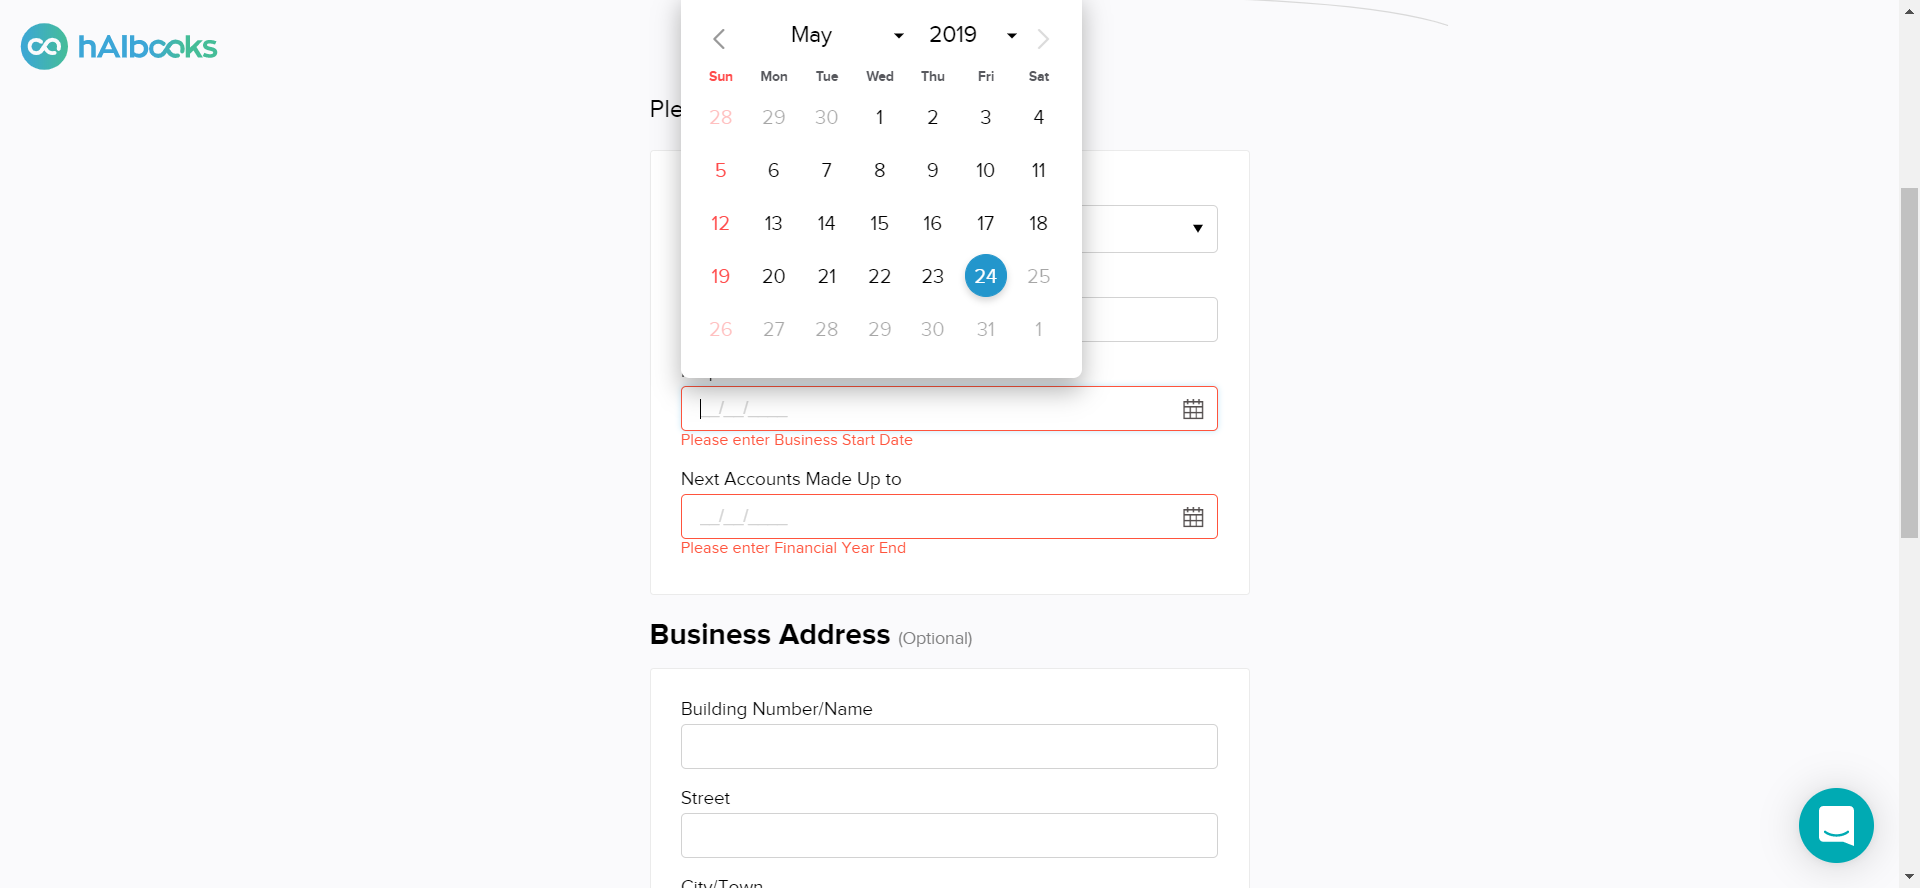 hAIbooks
May 2019
Sun Mon Tue Wed Thu Fri Sat
28 29 30 1 2 3 4
5 6 7 8 9 10 11
12 13 14 15 16 17 18
19 20 21 22 23 24 25
26 27 28 29 30 31 1
Ple
__/__/____
Please enter Business Start Date
Next Accounts Made Up to
__/__/____
Please enter Financial Year End
Business Address (Optional)
Building Number/Name
Street
City/Town